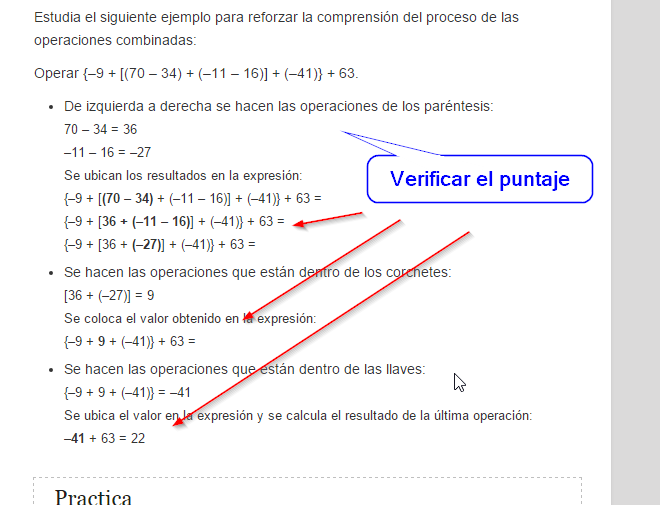 Estudia el siguiente ejemplo para reforzar la comprensión del proceso de las
operaciones combinadas:
Operar {–9 + [(70 – 34) + (–11 – 16)] + (–41)} + 63.
• De izquierda a derecha se hacen las operaciones de los paréntesis:
70 – 34 = 36
–11 – 16 = –27
Se ubican los resultados en la expresión:
{–9 + [(70 – 34) + (–11 – 16)] + (–41)} + 63 =
{–9 + [36 + (–11 – 16)] + (–41)} + 63 =
{–9 + [36 + (–27)] + (–41)} + 63 =
Verificar el puntaje
• Se hacen las operaciones que están dentro de los corchetes:
[36 + (–27)] = 9
Se coloca el valor obtenido en la expresión:
{–9 + 9 + (–41)} + 63 =
• Se hacen las operaciones que están dentro de las llaves:
{–9 + 9 + (–41)} = –41
Se ubica el valor en la expresión y se calcula el resultado de la última operación:
–41 + 63 = 22
Practica